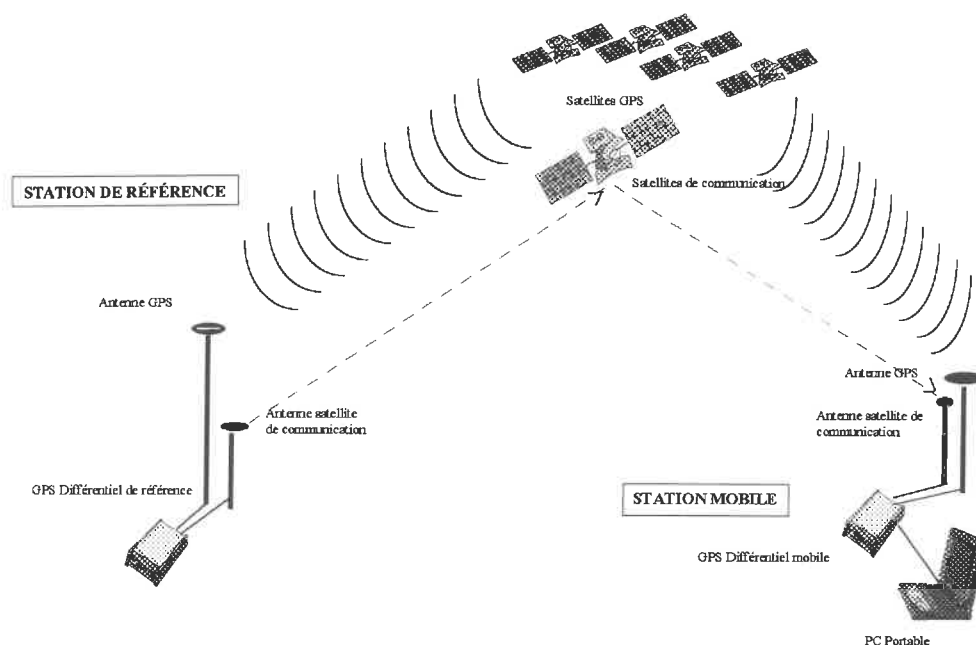 Satellites GPS
STATION DE RÉFÉRENCE
Satellites de communication
Antenne GPS
Antenne GPS
Antenne satellite
de communication
Antenne satellite de
communication
GPS Différentiel de référence
STATION MOBILE
GPS Différentiel mobile
PC Portable